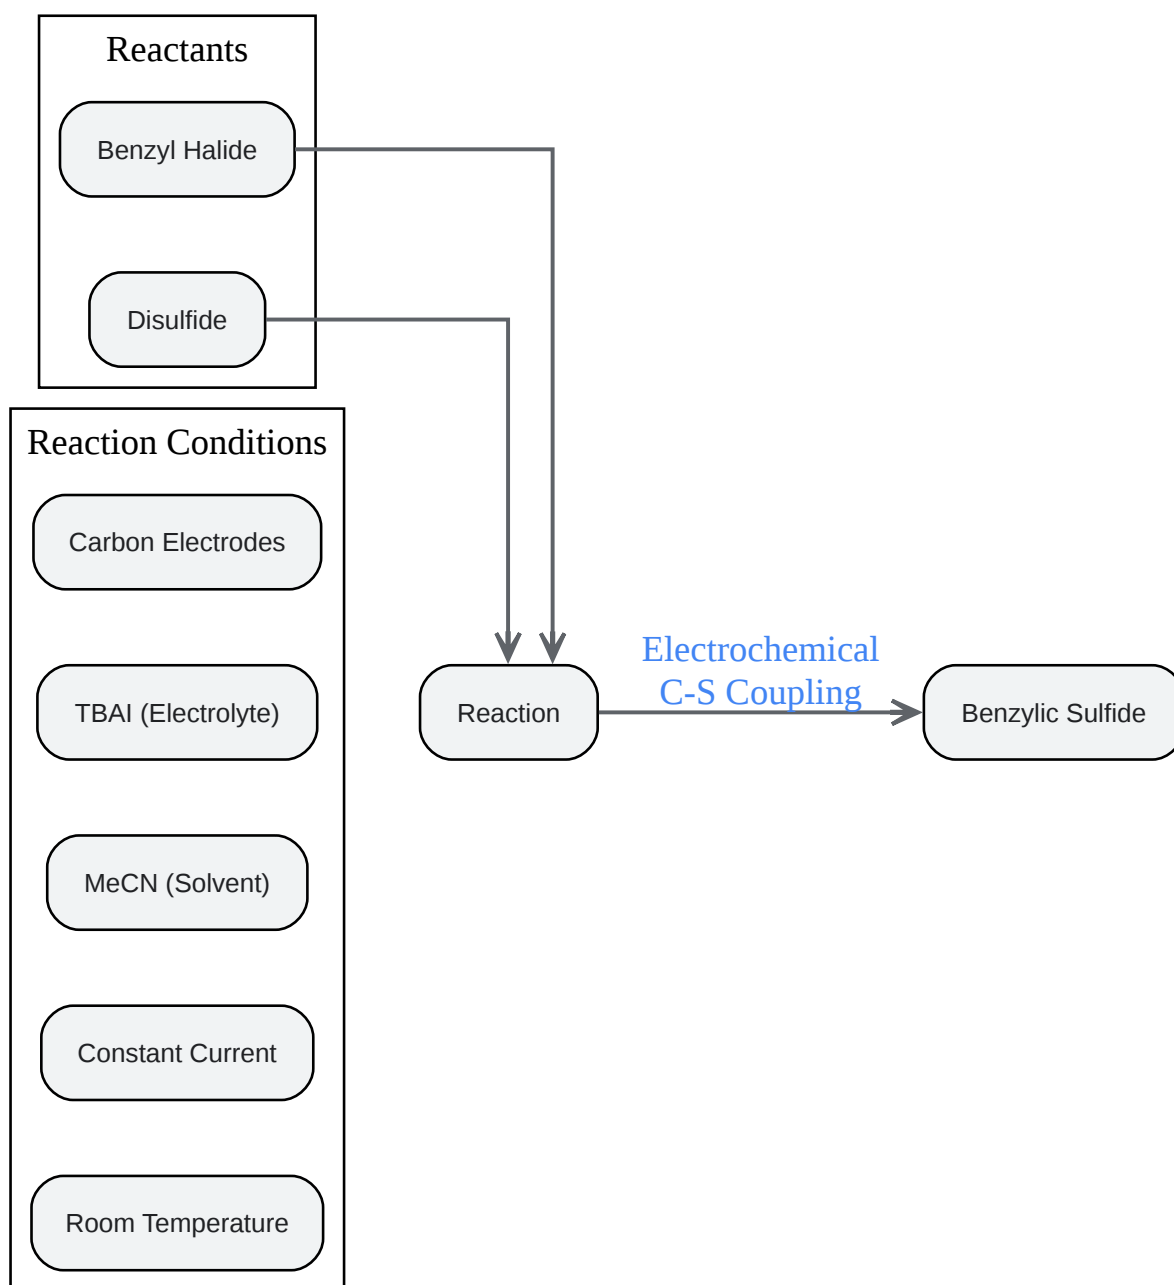 Reactants
Benzyl Halide
Disulfide
Reaction Conditions
Carbon Electrodes
TBAI (Electrolyte)
MeCN (Solvent)
Constant Current
Room Temperature
Reaction
Electrochemical
C-S Coupling
Benzylic Sulfide